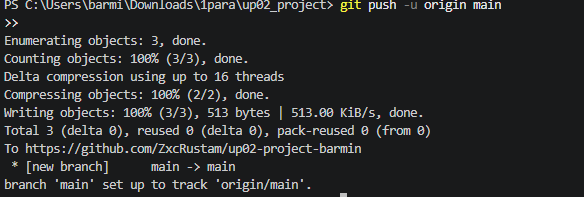 PS C:\Users\barmi\Downloads\1para\up02_project> git push -u origin main
>>
Enumerating objects: 3, done.
Counting objects: 100% (3/3), done.
Delta compression using up to 16 threads
Compressing objects: 100% (2/2), done.
Writing objects: 100% (3/3), 513 bytes | 513.00 KiB/s, done.
Total 3 (delta 0), reused 0 (delta 0), pack-reused 0 (from 0)
To https://github.com/ZxcRustam/up02-project-barmin
 * [new branch]      main -> main
branch 'main' set up to track 'origin/main'.